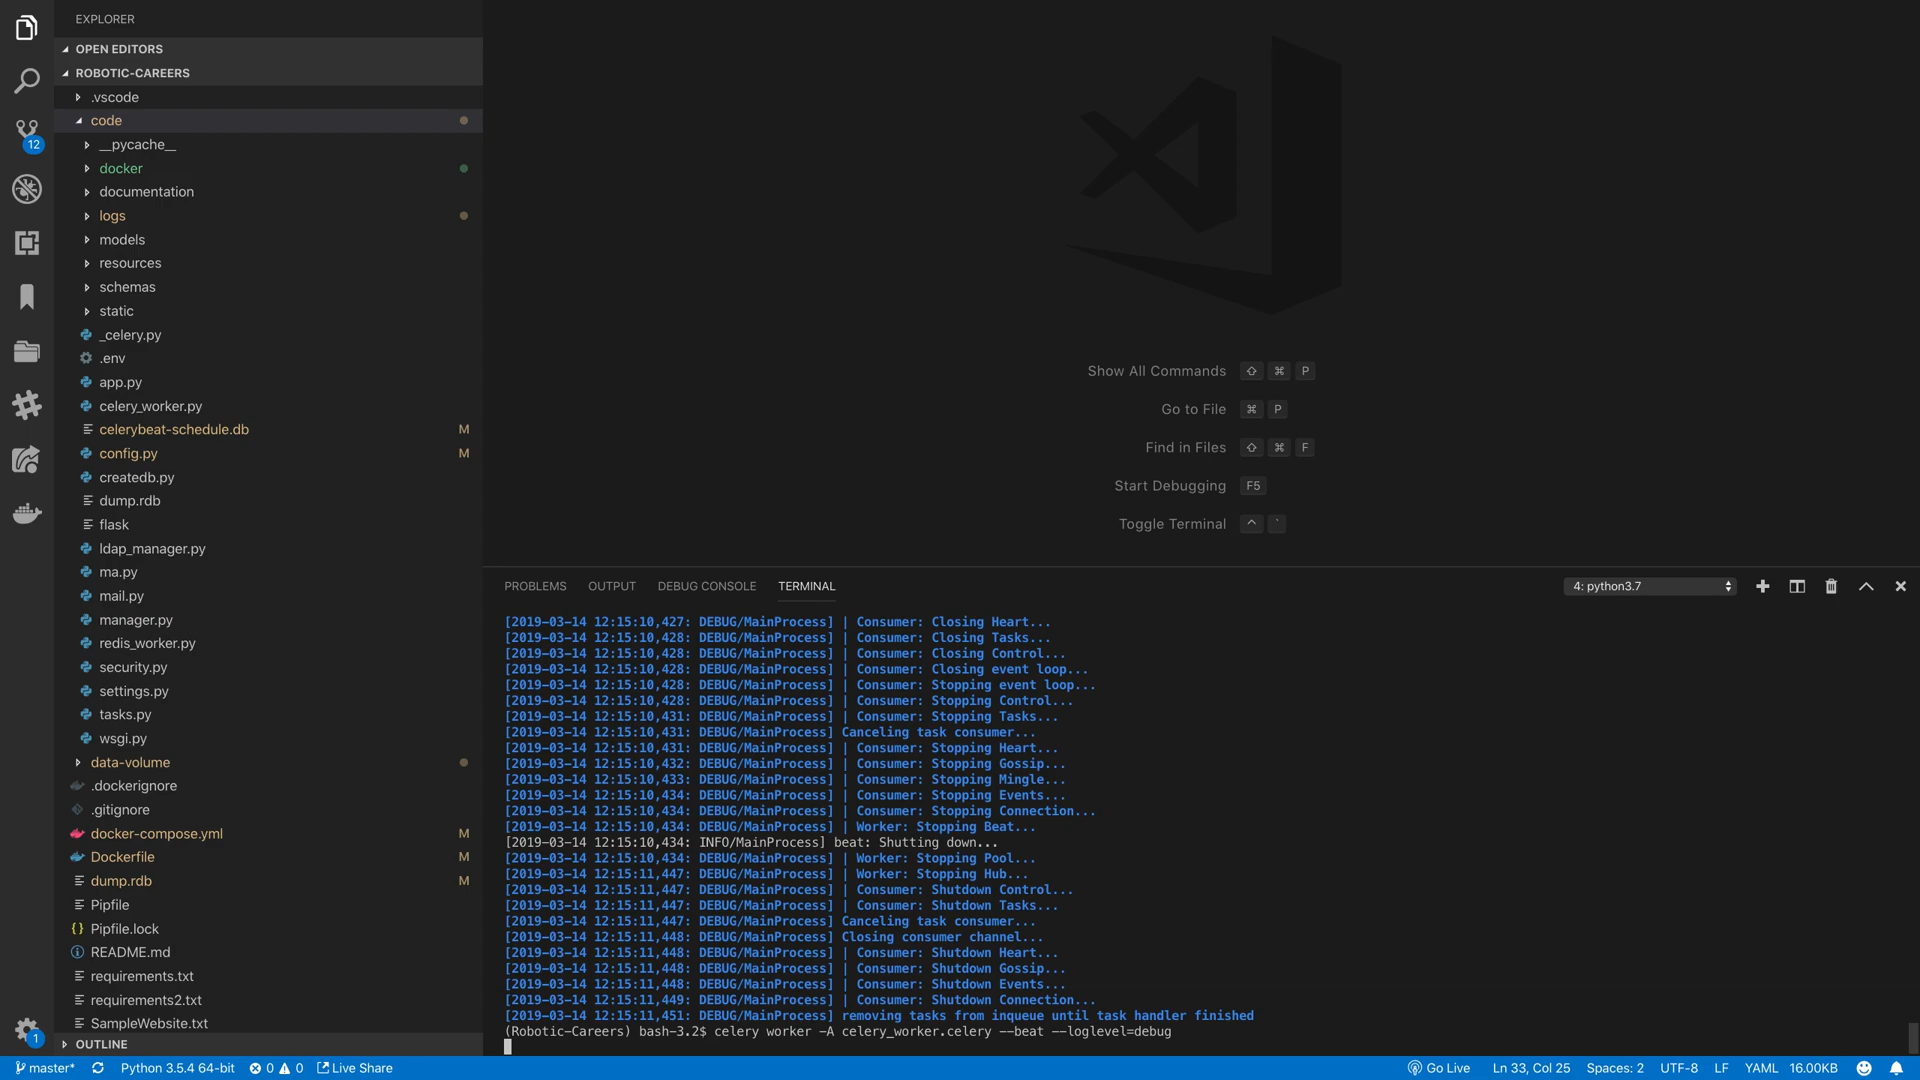 EXPLORER
OPEN EDITORS
ROBOTIC-CAREERS
.vscode
code
__pycache__
docker
documentation
logs
models
resources
schemas
static
_celery.py
.env
app.py
celery_worker.py
celerybeat-schedule.db M
config.py M
createdb.py
dump.rdb
flask
ldap_manager.py
ma.py
mail.py
manager.py
redis_worker.py
security.py
settings.py
tasks.py
wsgi.py
data-volume
.dockerignore
.gitignore
docker-compose.yml M
Dockerfile M
dump.rdb M
Pipfile
{} Pipfile.lock
README.md
requirements.txt
requirements2.txt
SampleWebsite.txt
OUTLINE
12
1
Show All Commands ⇧ ⌘ P
Go to File ⌘ P
Find in Files ⇧ ⌘ F
Start Debugging F5
Toggle Terminal ^ `
PROBLEMS OUTPUT DEBUG CONSOLE TERMINAL 4: python3.7
[2019-03-14 12:15:10,427: DEBUG/MainProcess] | Consumer: Closing Heart...
[2019-03-14 12:15:10,428: DEBUG/MainProcess] | Consumer: Closing Tasks...
[2019-03-14 12:15:10,428: DEBUG/MainProcess] | Consumer: Closing Control...
[2019-03-14 12:15:10,428: DEBUG/MainProcess] | Consumer: Closing event loop...
[2019-03-14 12:15:10,428: DEBUG/MainProcess] | Consumer: Stopping event loop...
[2019-03-14 12:15:10,428: DEBUG/MainProcess] | Consumer: Stopping Control...
[2019-03-14 12:15:10,431: DEBUG/MainProcess] | Consumer: Stopping Tasks...
[2019-03-14 12:15:10,431: DEBUG/MainProcess] Canceling task consumer...
[2019-03-14 12:15:10,431: DEBUG/MainProcess] | Consumer: Stopping Heart...
[2019-03-14 12:15:10,432: DEBUG/MainProcess] | Consumer: Stopping Gossip...
[2019-03-14 12:15:10,433: DEBUG/MainProcess] | Consumer: Stopping Mingle...
[2019-03-14 12:15:10,434: DEBUG/MainProcess] | Consumer: Stopping Events...
[2019-03-14 12:15:10,434: DEBUG/MainProcess] | Consumer: Stopping Connection...
[2019-03-14 12:15:10,434: DEBUG/MainProcess] | Worker: Stopping Beat...
[2019-03-14 12:15:10,434: INFO/MainProcess] beat: Shutting down...
[2019-03-14 12:15:10,434: DEBUG/MainProcess] | Worker: Stopping Pool...
[2019-03-14 12:15:11,447: DEBUG/MainProcess] | Worker: Stopping Hub...
[2019-03-14 12:15:11,447: DEBUG/MainProcess] | Consumer: Shutdown Control...
[2019-03-14 12:15:11,447: DEBUG/MainProcess] | Consumer: Shutdown Tasks...
[2019-03-14 12:15:11,447: DEBUG/MainProcess] Canceling task consumer...
[2019-03-14 12:15:11,448: DEBUG/MainProcess] Closing consumer channel...
[2019-03-14 12:15:11,448: DEBUG/MainProcess] | Consumer: Shutdown Heart...
[2019-03-14 12:15:11,448: DEBUG/MainProcess] | Consumer: Shutdown Gossip...
[2019-03-14 12:15:11,448: DEBUG/MainProcess] | Consumer: Shutdown Events...
[2019-03-14 12:15:11,449: DEBUG/MainProcess] | Consumer: Shutdown Connection...
[2019-03-14 12:15:11,451: DEBUG/MainProcess] removing tasks from inqueue until task handler finished
(Robotic-Careers) bash-3.2$ celery worker -A celery_worker.celery --beat --loglevel=debug
master* Python 3.5.4 64-bit 0 0 Live Share Go Live Ln 33, Col 25 Spaces: 2 UTF-8 LF YAML 16.00KB